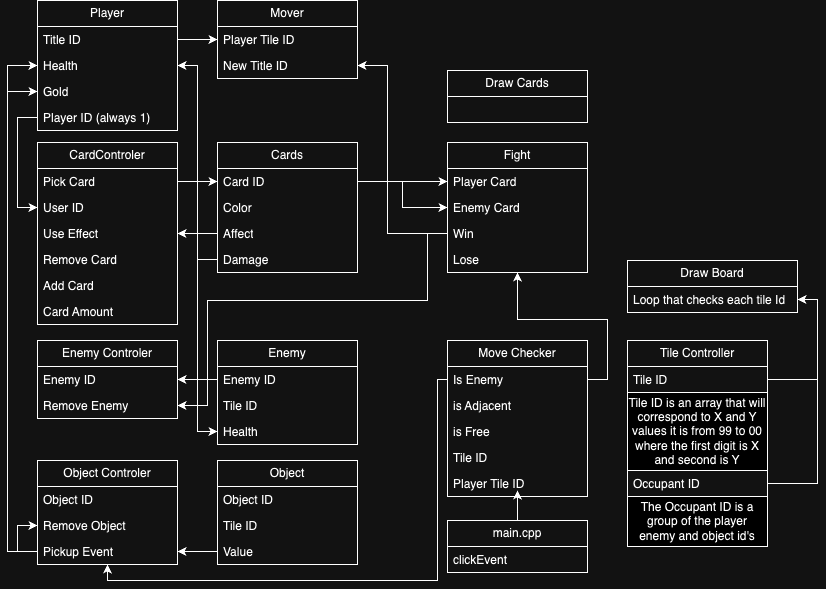 Player
Title ID
Health
Gold
Player ID (always 1)
Mover
Player Tile ID
New Title ID
Draw Cards
CardControler
Pick Card
User ID
Use Effect
Remove Card
Add Card
Card Amount
Cards
Card ID
Color
Affect
Damage
Fight
Player Card
Enemy Card
Win
Lose
Draw Board
Loop that checks each tile Id
Enemy Controler
Enemy ID
Remove Enemy
Enemy
Enemy ID
Tile ID
Health
Move Checker
Is Enemy
is Adjacent
is Free
Tile ID
Player Tile ID
Tile Controller
Tile ID
Tile ID is an array that will
correspond to X and Y
values it is from 99 to 00
where the first digit is X
and second is Y
Occupant ID
The Occupant ID is a
group of the player
enemy and object id's
Object Controler
Object ID
Remove Object
Pickup Event
Object
Object ID
Tile ID
Value
main.cpp
clickEvent